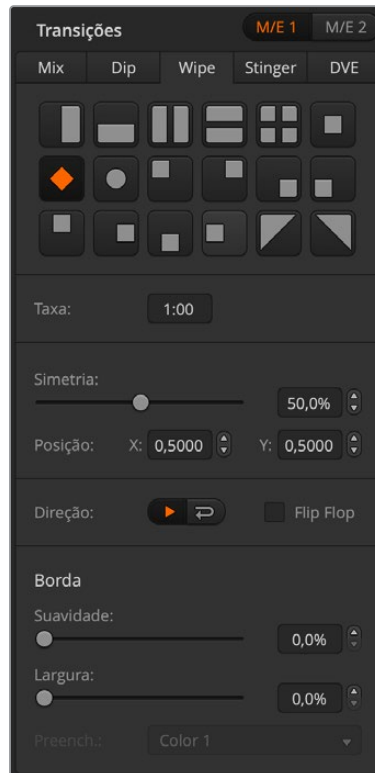 Transições M/E 1 M/E 2
Mix Dip Wipe Stinger DVE
Taxa: 1:00
Simetria:
50,0%
Posição: X: 0,5000 Y: 0,5000
Direção: Flip Flop
Borda
Suavidade:
0,0%
Largura:
0,0%
Preench.: Color 1